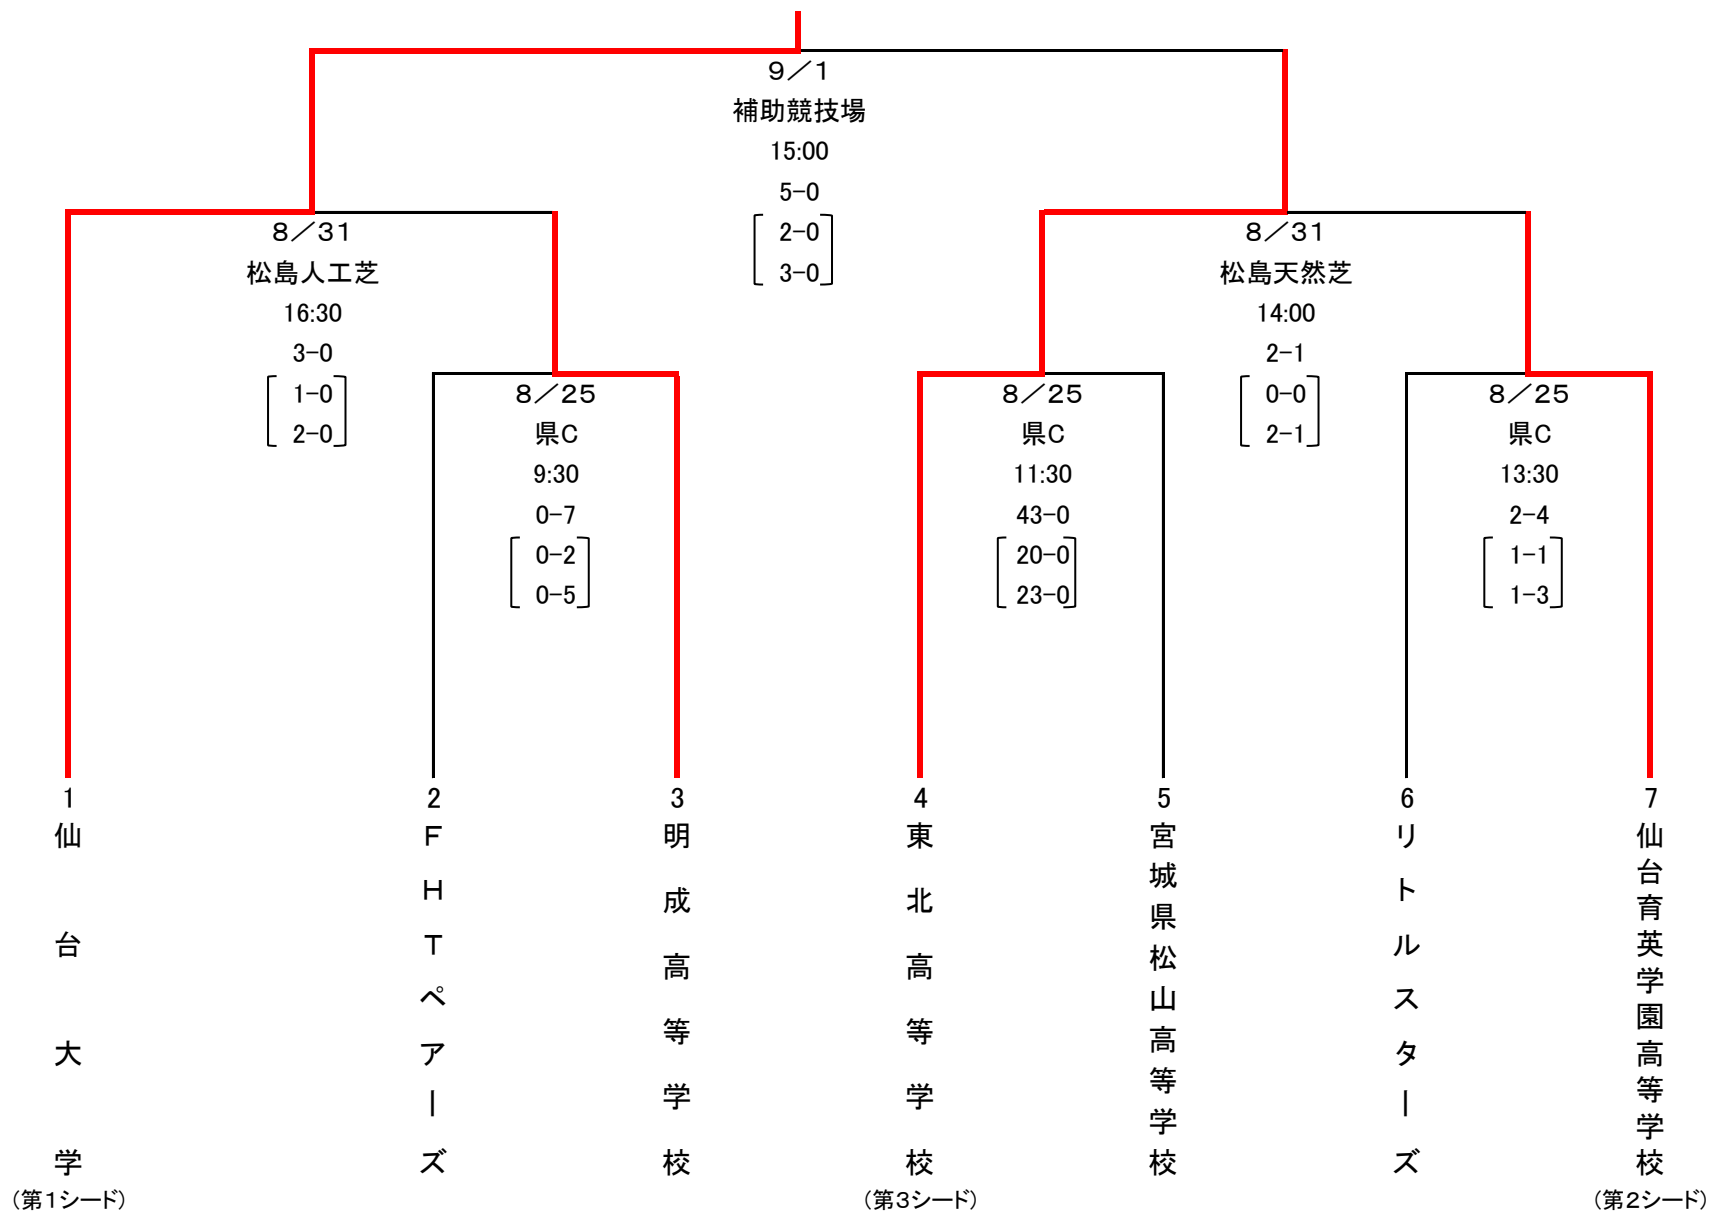 9／1
補助競技場
15:00
5-0
2-0
3-0
8／31
松島人工芝
16:30
3-0
1-0
2-0
8／31
松島天然芝
14:00
2-1
0-0
2-1
8／25
県C
9:30
0-7
0-2
0-5
8／25
県C
11:30
43-0
20-0
23-0
8／25
県C
13:30
2-4
1-1
1-3
1
仙台大学
(第1シード)
2
FHTペアーズ
3
明成高等学校
4
東北高等学校
(第3シード)
5
宮城県松山高等学校
6
リトルスターズ
7
仙台育英学園高等学校
(第2シード)